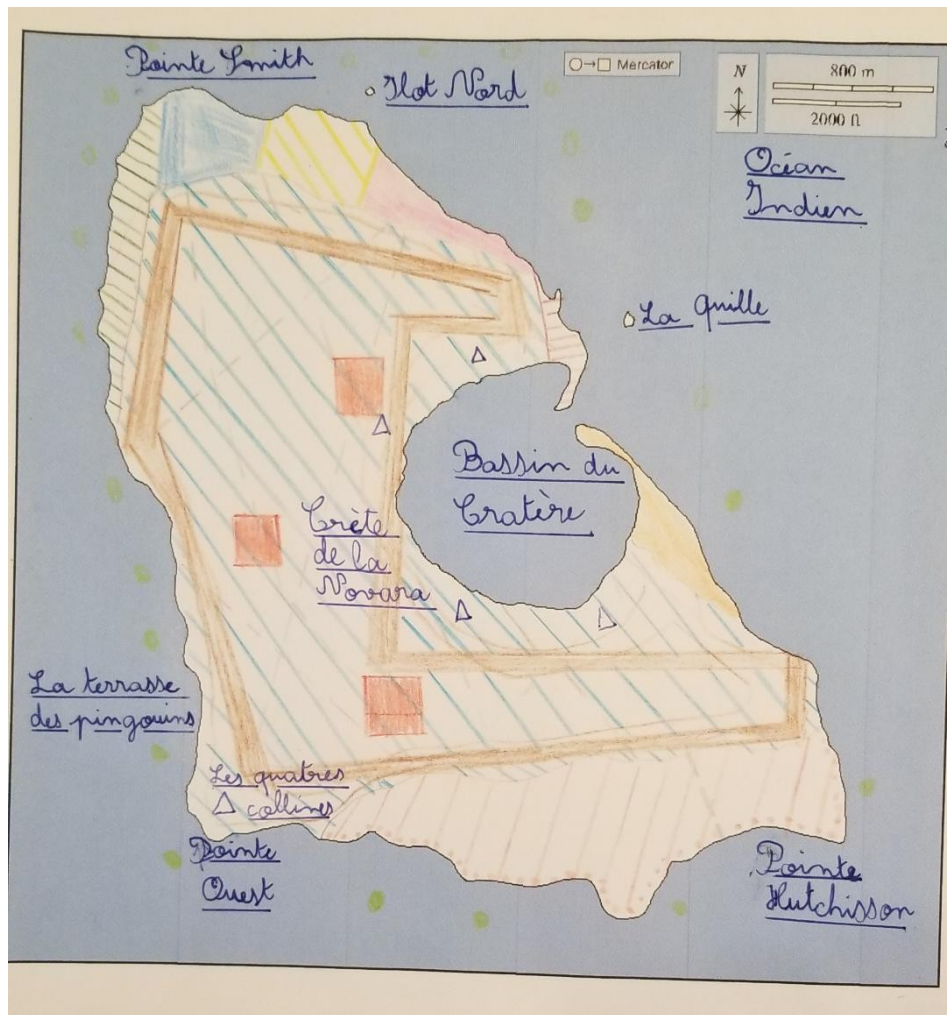 Pointe Smith
Ilot Nord
Mercator
N
800 m
2000 ft
Océan
Indien
La Quille
Bassin du
Cratère
Crète
de la
Novara
La terrasse
des pingouins
Les quatres
collines
Pointe
Ouest
Pointe
Hutchisson